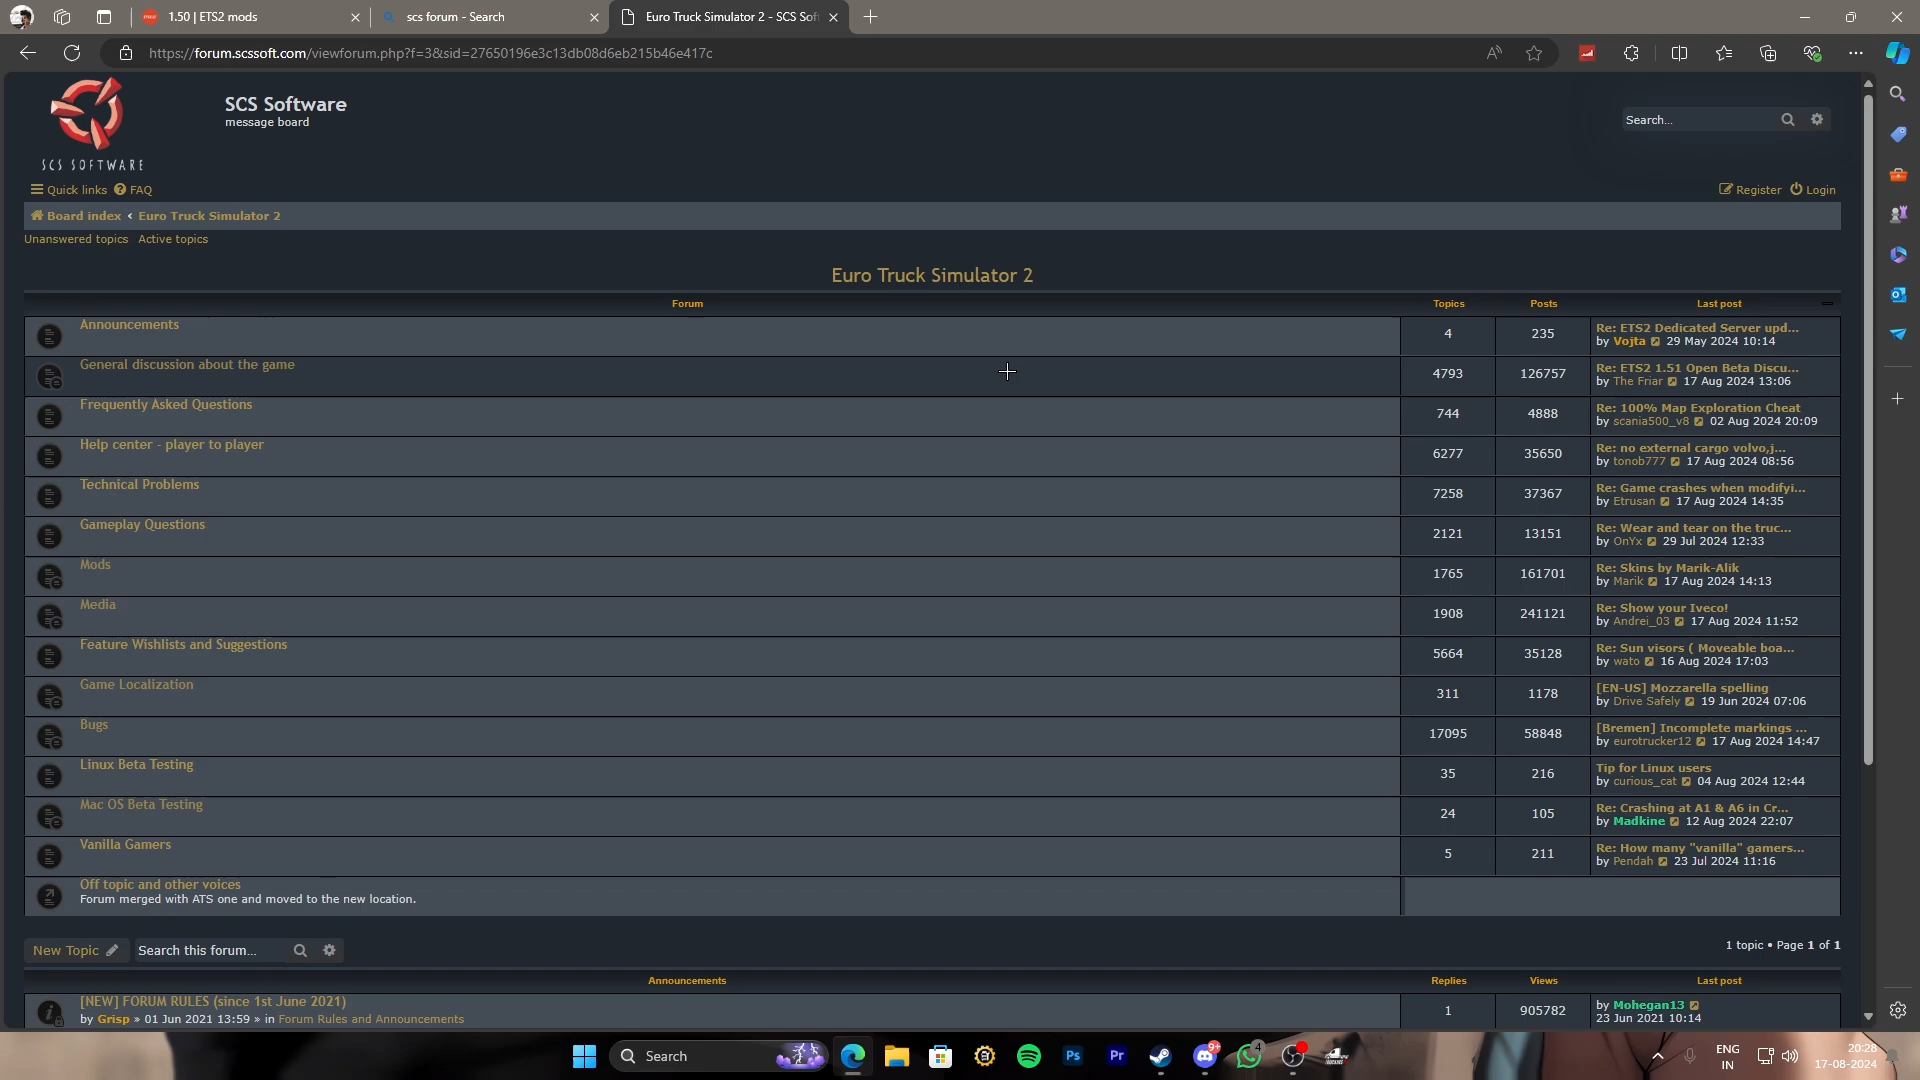 1.50 | ETS2 mods
scs forum - Search
Euro Truck Simulator 2 - SCS Sof
https://forum.scssoft.com/viewforum.php?f=3&sid=27650196e3c13db08d6eb215b46e417c
SCS Software
message board
SCS SOFTWARE
Search...
Quick links FAQ
Register Login
Board index ‹ Euro Truck Simulator 2
Unanswered topics Active topics
Euro Truck Simulator 2
Forum Topics Posts Last post
Announcements 4 235 Re: ETS2 Dedicated Server upd...
by Vojta 29 May 2024 10:14
General discussion about the game 4793 126757 Re: ETS2 1.51 Open Beta Discu...
by The Friar 17 Aug 2024 13:06
Frequently Asked Questions 744 4888 Re: 100% Map Exploration Cheat
by scania500_v8 02 Aug 2024 20:09
Help center - player to player 6277 35650 Re: no external cargo volvo,j...
by tonob777 17 Aug 2024 08:56
Technical Problems 7258 37367 Re: Game crashes when modifyi...
by Etrusan 17 Aug 2024 14:35
Gameplay Questions 2121 13151 Re: Wear and tear on the truc...
by OnYx 29 Jul 2024 12:33
Mods 1765 161701 Re: Skins by Marik-Alik
by Marik 17 Aug 2024 14:13
Media 1908 241121 Re: Show your Iveco!
by Andrei_03 17 Aug 2024 11:52
Feature Wishlists and Suggestions 5664 35128 Re: Sun visors ( Moveable boa...
by wato 16 Aug 2024 17:03
Game Localization 311 1178 [EN-US] Mozzarella spelling
by Drive Safely 19 Jun 2024 07:06
Bugs 17095 58848 [Bremen] Incomplete markings ...
by eurotrucker12 17 Aug 2024 14:47
Linux Beta Testing 35 216 Tip for Linux users
by curious_cat 04 Aug 2024 12:44
Mac OS Beta Testing 24 105 Re: Crashing at A1 & A6 in Cr...
by Madkine 12 Aug 2024 22:07
Vanilla Gamers 5 211 Re: How many "vanilla" gamers...
by Pendah 23 Jul 2024 11:16
Off topic and other voices
Forum merged with ATS one and moved to the new location.
New Topic Search this forum... 1 topic • Page 1 of 1
Announcements Replies Views Last post
[NEW] FORUM RULES (since 1st June 2021) 1 905782 by Mohegan13
by Grisp » 01 Jun 2021 13:59 » in Forum Rules and Announcements 23 Jun 2021 10:14
Search Ps Pr 9+ 4 ENG 20:28
IN 17-08-2024